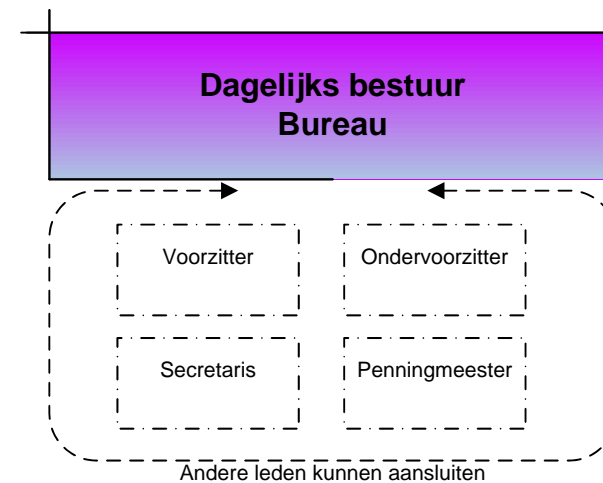 Dagelijks bestuur
Bureau
Voorzitter
Ondervoorzitter
Secretaris
Penningmeester
Andere leden kunnen aansluiten